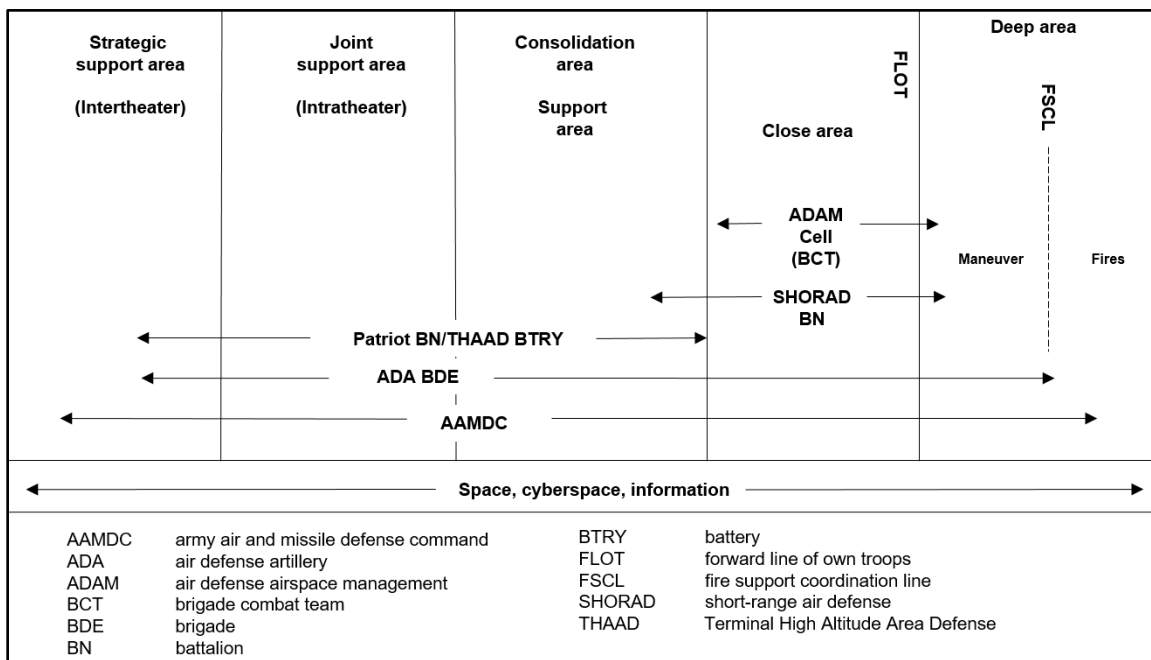 Strategic
support area
(Intertheater)
Joint
support area
(Intratheater)
Consolidation
area
Support
area
Close area
FLOT
Deep area
FSCL
ADAM
Cell
(BCT)
Maneuver
Fires
SHORAD
BN
Patriot BN/THAAD BTRY
ADA BDE
AAMDC
Space, cyberspace, information
AAMDC army air and missile defense command
ADA air defense artillery
ADAM air defense airspace management
BCT brigade combat team
BDE brigade
BN battalion
BTRY battery
FLOT forward line of own troops
FSCL fire support coordination line
SHORAD short-range air defense
THAAD Terminal High Altitude Area Defense